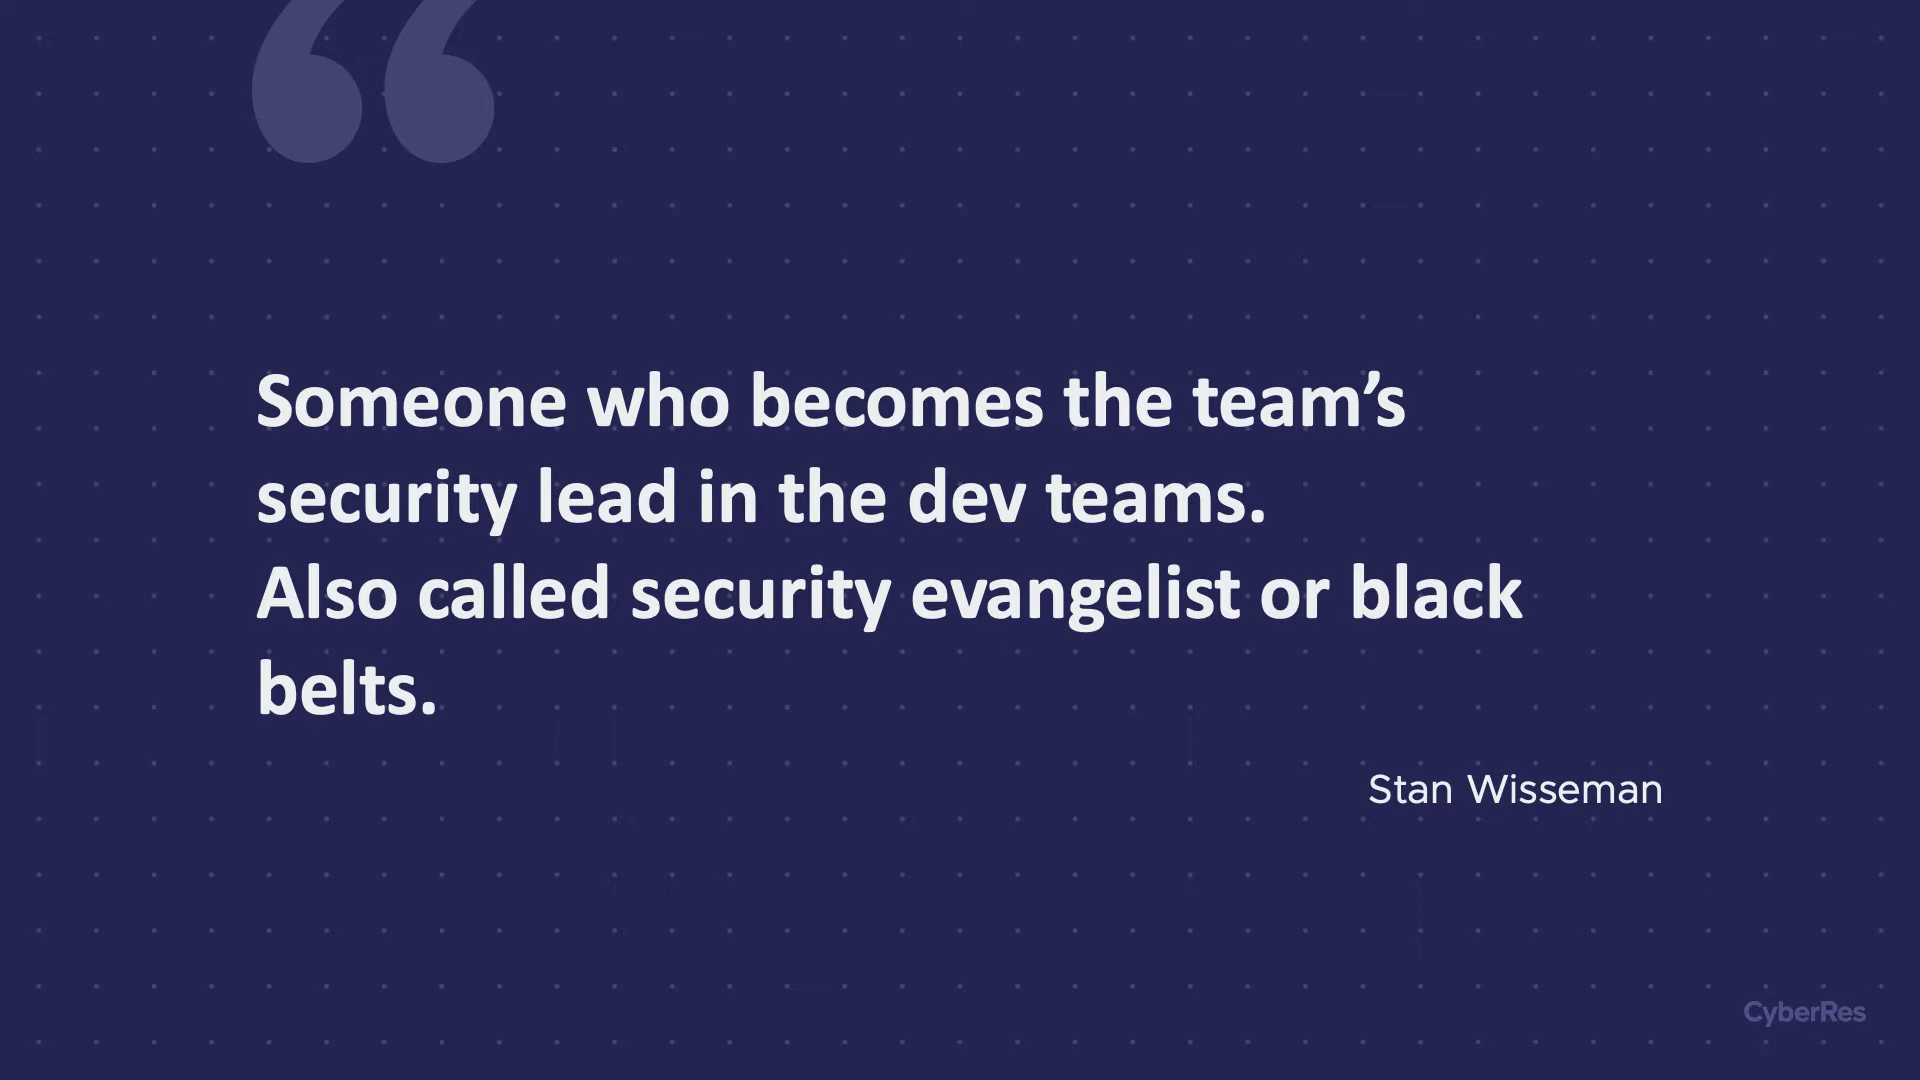 “
Someone who becomes the team’s
security lead in the dev teams.
Also called security evangelist or black
belts.
Stan Wisseman
CyberRes